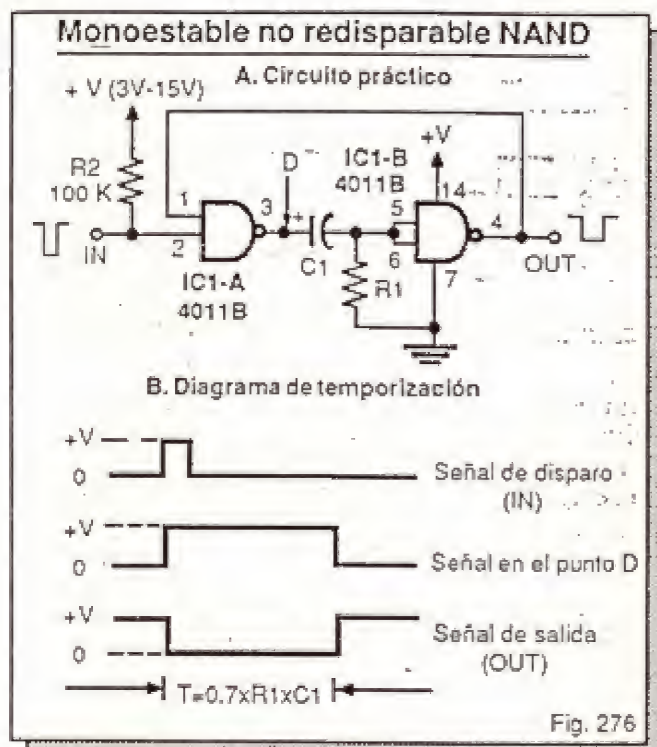 Monoestable no redisparable NAND
A. Circuito práctico
+ V (3V-15V)
R2
100 K
D
IC1-B
4011B
+V
14
1
3
+
5
4
2
6
IN
C1
7
OUT
IC1-A
4011B
R1
B. Diagrama de temporización
+V
0
Señal de disparo
(IN)
+V
0
Señal en el punto D
+V
0
Señal de salida
(OUT)
T=0.7xR1xC1
Fig. 276